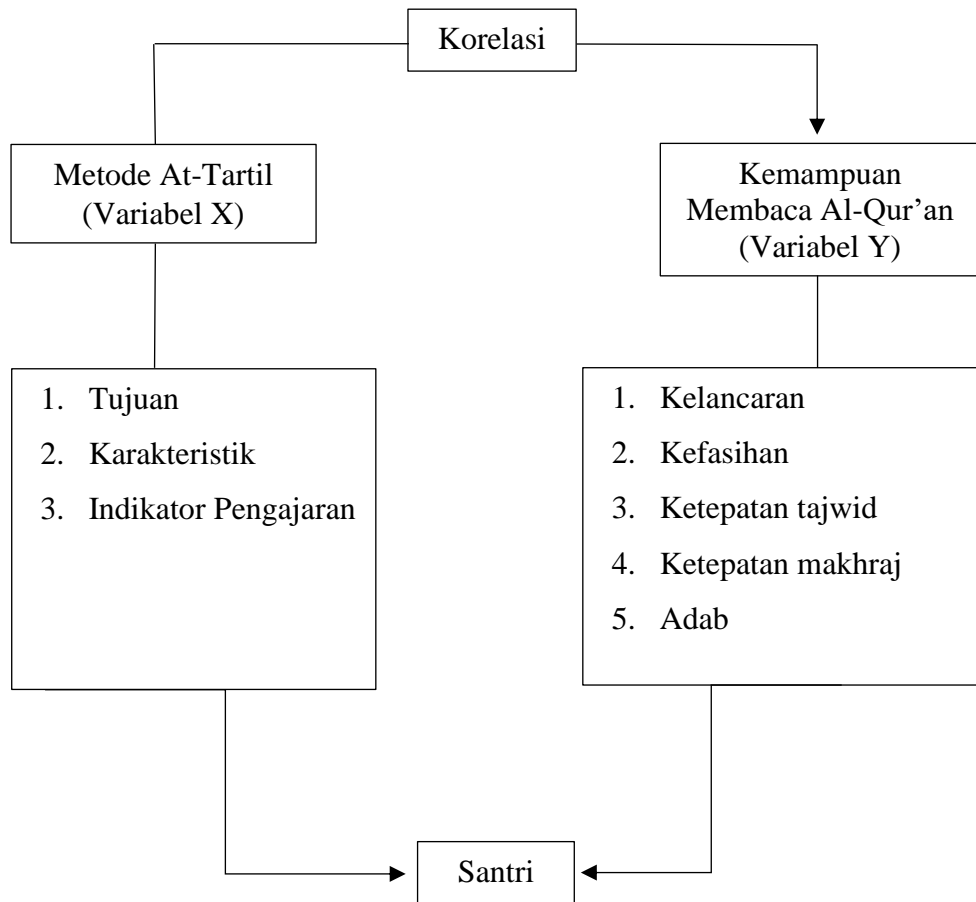 Korelasi
Metode At-Tartil
(Variabel X)
Kemampuan
Membaca Al-Qur’an
(Variabel Y)
1. Tujuan
2. Karakteristik
3. Indikator Pengajaran
1. Kelancaran
2. Kefasihan
3. Ketepatan tajwid
4. Ketepatan makhraj
5. Adab
Santri